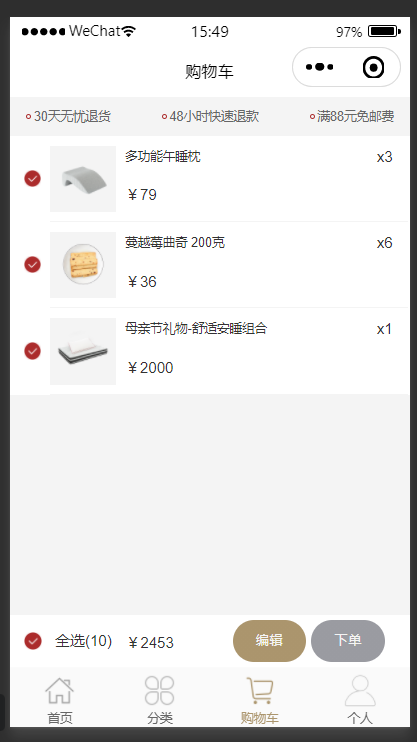 WeChat 15:49 97%
购物车
30天无忧退货 48小时快速退款 满88元免邮费
多功能午睡枕 x3
￥79
蔓越莓曲奇 200克 x6
￥36
母亲节礼物-舒适安睡组合 x1
￥2000
全选(10) ￥2453 编辑 下单
首页 分类 购物车 个人